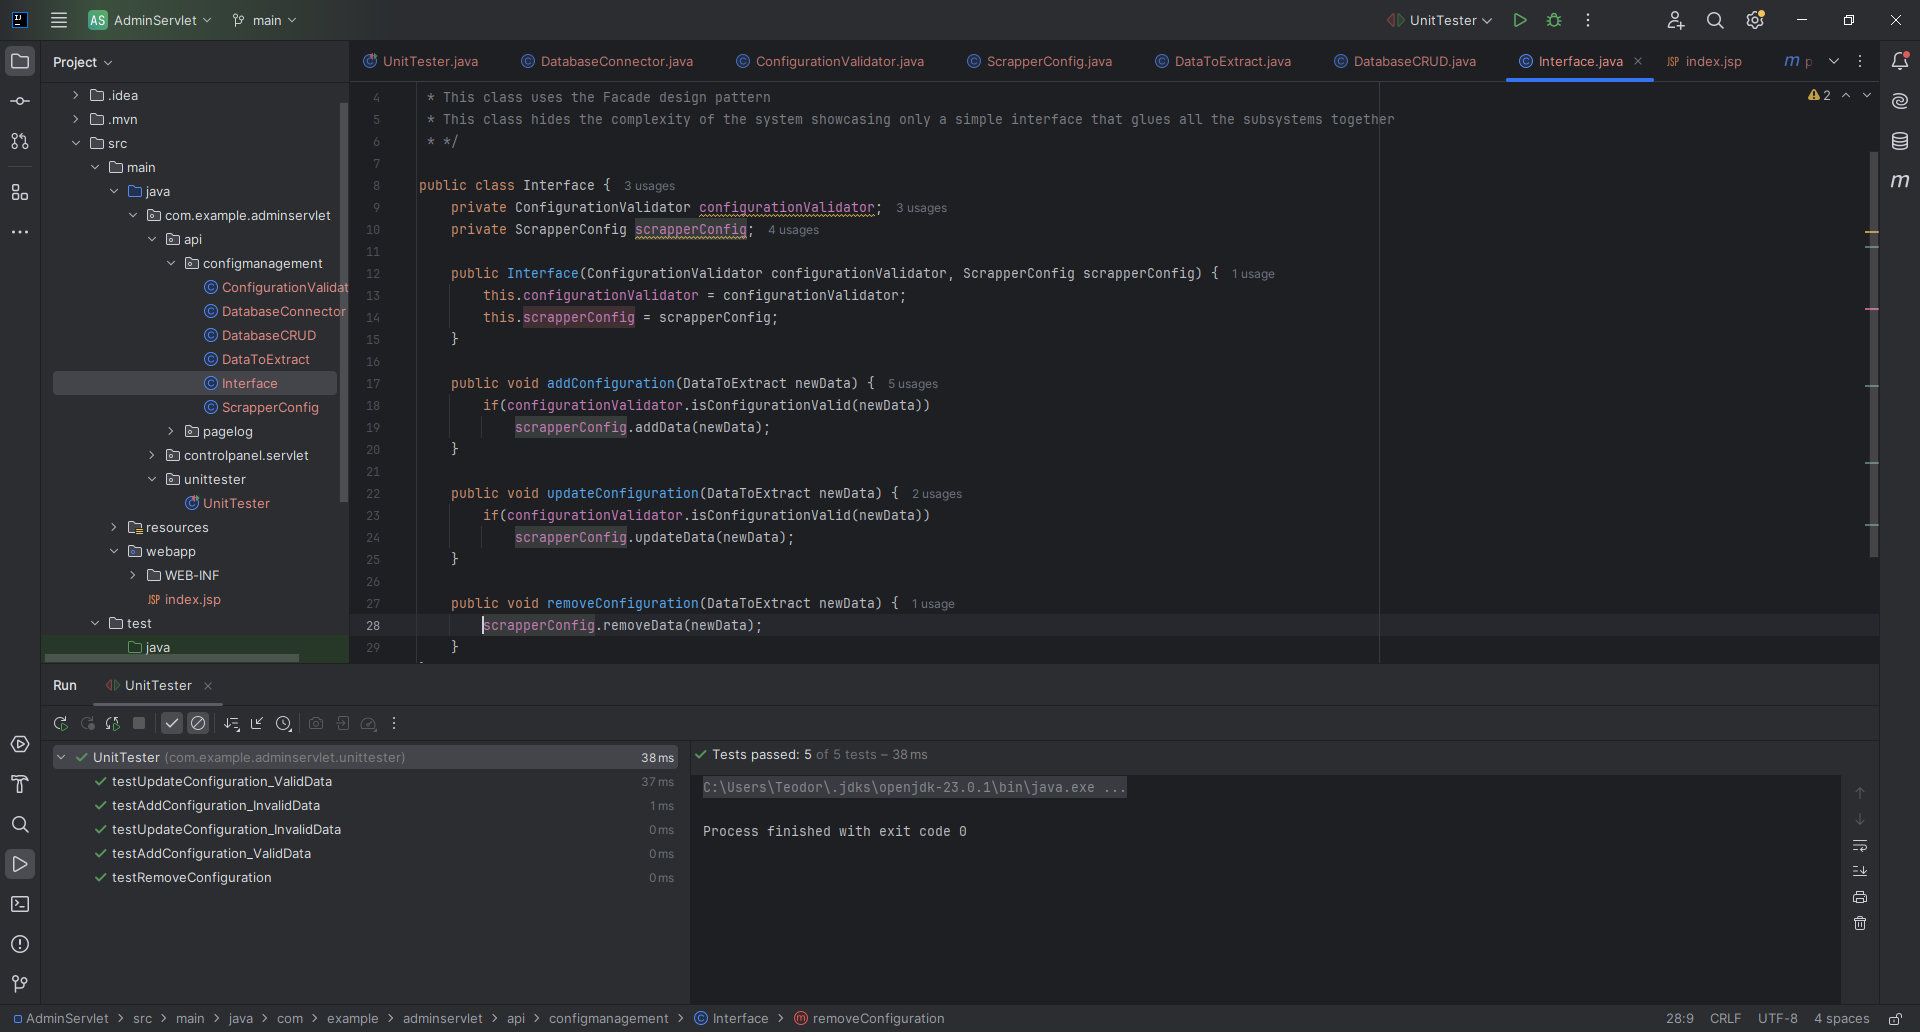 AS AdminServlet main UnitTester
Project
UnitTester.java DatabaseConnector.java ConfigurationValidator.java ScrapperConfig.java DataToExtract.java DatabaseCRUD.java Interface.java JSP index.jsp m p
.idea
.mvn
src
main
java
com.example.adminservlet
api
configmanagement
ConfigurationValidat
DatabaseConnector
DatabaseCRUD
DataToExtract
Interface
ScrapperConfig
pagelog
controlpanel.servlet
unittester
UnitTester
resources
webapp
WEB-INF
JSP index.jsp
test
java
2
4 * This class uses the Facade design pattern
5 * This class hides the complexity of the system showcasing only a simple interface that glues all the subsystems together
6 * */
7
8 public class Interface { 3 usages
9 private ConfigurationValidator configurationValidator; 3 usages
10 private ScrapperConfig scrapperConfig; 4 usages
11
12 public Interface(ConfigurationValidator configurationValidator, ScrapperConfig scrapperConfig) { 1 usage
13 this.configurationValidator = configurationValidator;
14 this.scrapperConfig = scrapperConfig;
15 }
16
17 public void addConfiguration(DataToExtract newData) { 5 usages
18 if(configurationValidator.isConfigurationValid(newData))
19 scrapperConfig.addData(newData);
20 }
21
22 public void updateConfiguration(DataToExtract newData) { 2 usages
23 if(configurationValidator.isConfigurationValid(newData))
24 scrapperConfig.updateData(newData);
25 }
26
27 public void removeConfiguration(DataToExtract newData) { 1 usage
28 scrapperConfig.removeData(newData);
29 }
m
Run UnitTester
UnitTester (com.example.adminservlet.unittester) 38 ms
testUpdateConfiguration_ValidData 37 ms
testAddConfiguration_InvalidData 1 ms
testUpdateConfiguration_InvalidData 0 ms
testAddConfiguration_ValidData 0 ms
testRemoveConfiguration 0 ms
Tests passed: 5 of 5 tests – 38 ms
C:\Users\Teodor\.jdks\openjdk-23.0.1\bin\java.exe ...
Process finished with exit code 0
AdminServlet > src > main > java > com > example > adminservlet > api > configmanagement > Interface > removeConfiguration
28:9 CRLF UTF-8 4 spaces